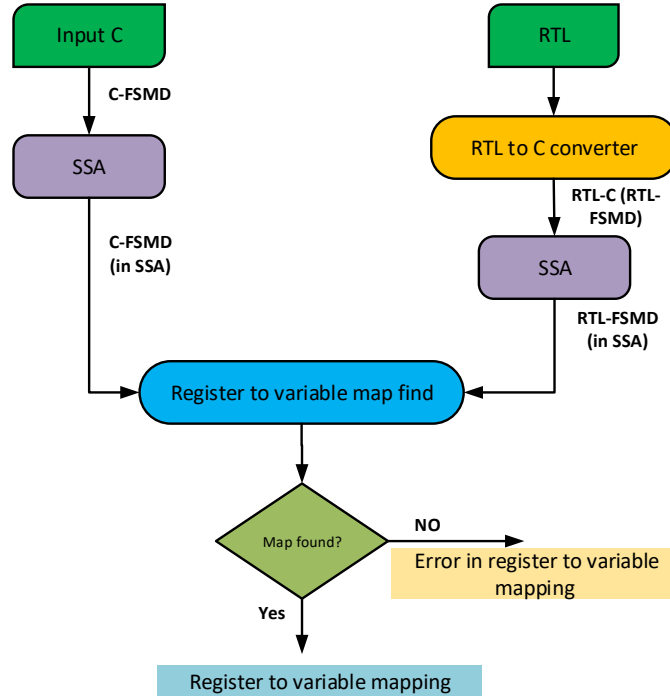 Input C
RTL
C-FSMD
SSA
RTL to C converter
RTL-C (RTL-
FSMD)
C-FSMD
(in SSA)
SSA
RTL-FSMD
(in SSA)
Register to variable map find
Map found?
NO
Error in register to variable
mapping
Yes
Register to variable mapping